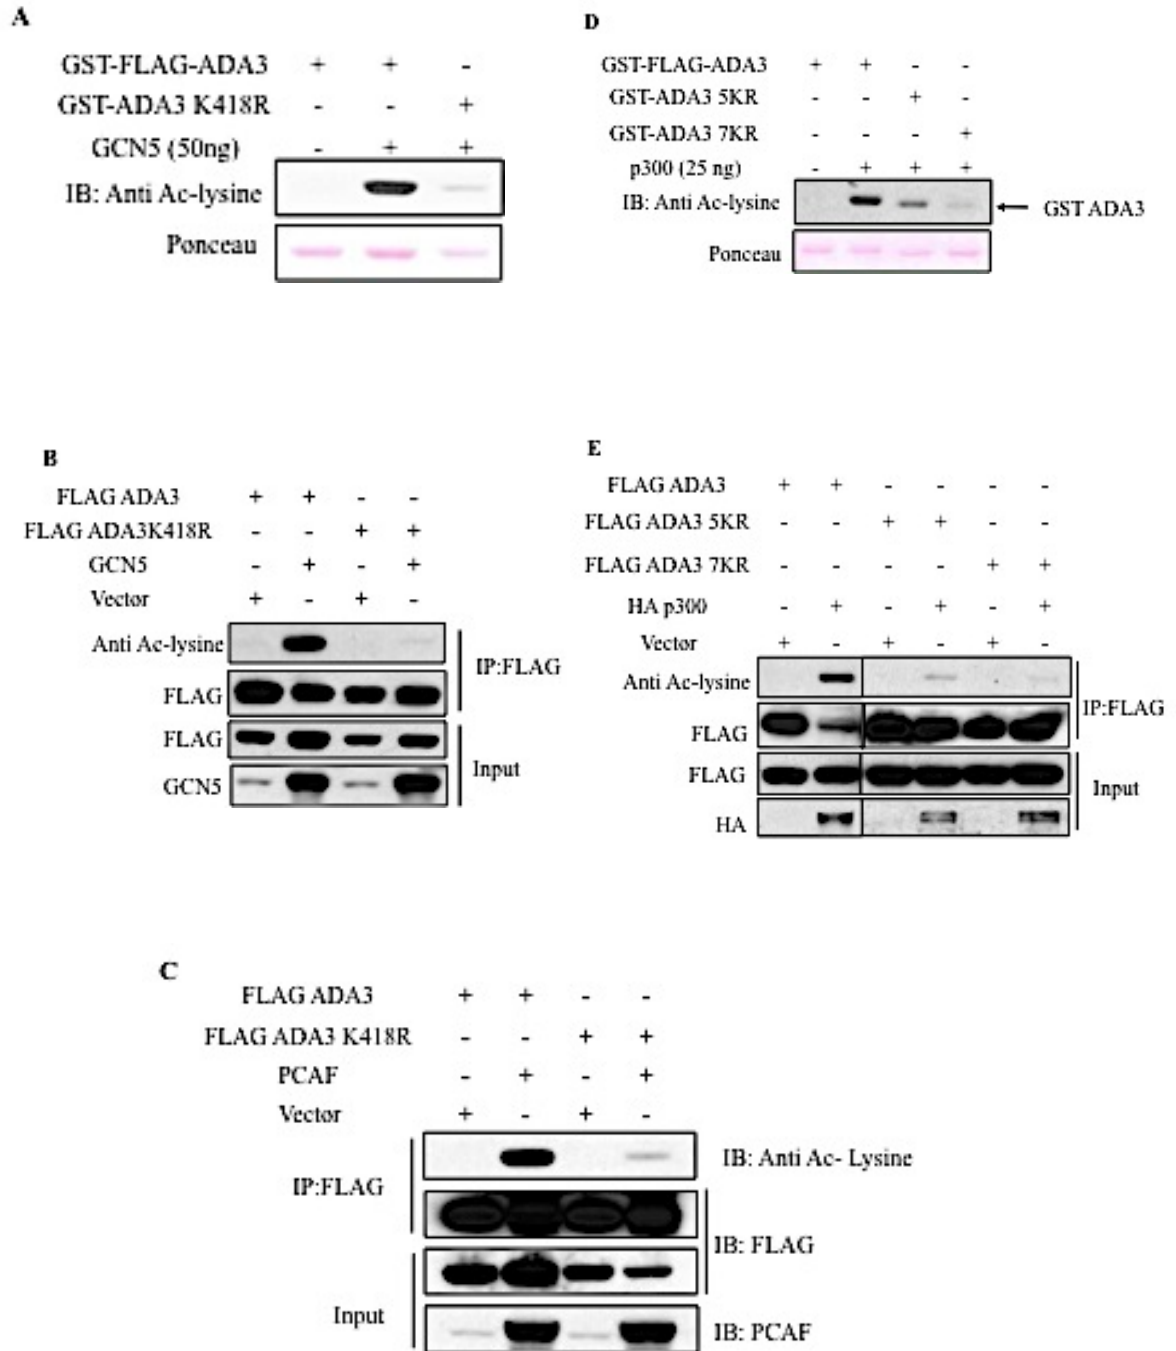 A
GST-FLAG-ADA3 + + -
GST-ADA3 K418R - - +
GCN5 (50ng) - + +
IB: Anti Ac-lysine
Ponceau
D
GST-FLAG-ADA3 + + - -
GST-ADA3 5KR - - + -
GST-ADA3 7KR - - - +
p300 (25 ng) - + + +
IB: Anti Ac-lysine
GST ADA3
Ponceau
B
FLAG ADA3 + + - -
FLAG ADA3K418R - - + +
GCN5 - + - +
Vector + - + -
Anti Ac-lysine
FLAG
IP:FLAG
FLAG
GCN5
Input
E
FLAG ADA3 + + - - - -
FLAG ADA3 5KR - - + + - -
FLAG ADA3 7KR - - - - + +
HA p300 - + - + - +
Vector + - + - + -
Anti Ac-lysine
FLAG
IP:FLAG
FLAG
HA
Input
C
FLAG ADA3 + + - -
FLAG ADA3 K418R - - + +
PCAF - + - +
Vector + - + -
IP:FLAG
IB: Anti Ac- Lysine
IB: FLAG
Input
IB: PCAF